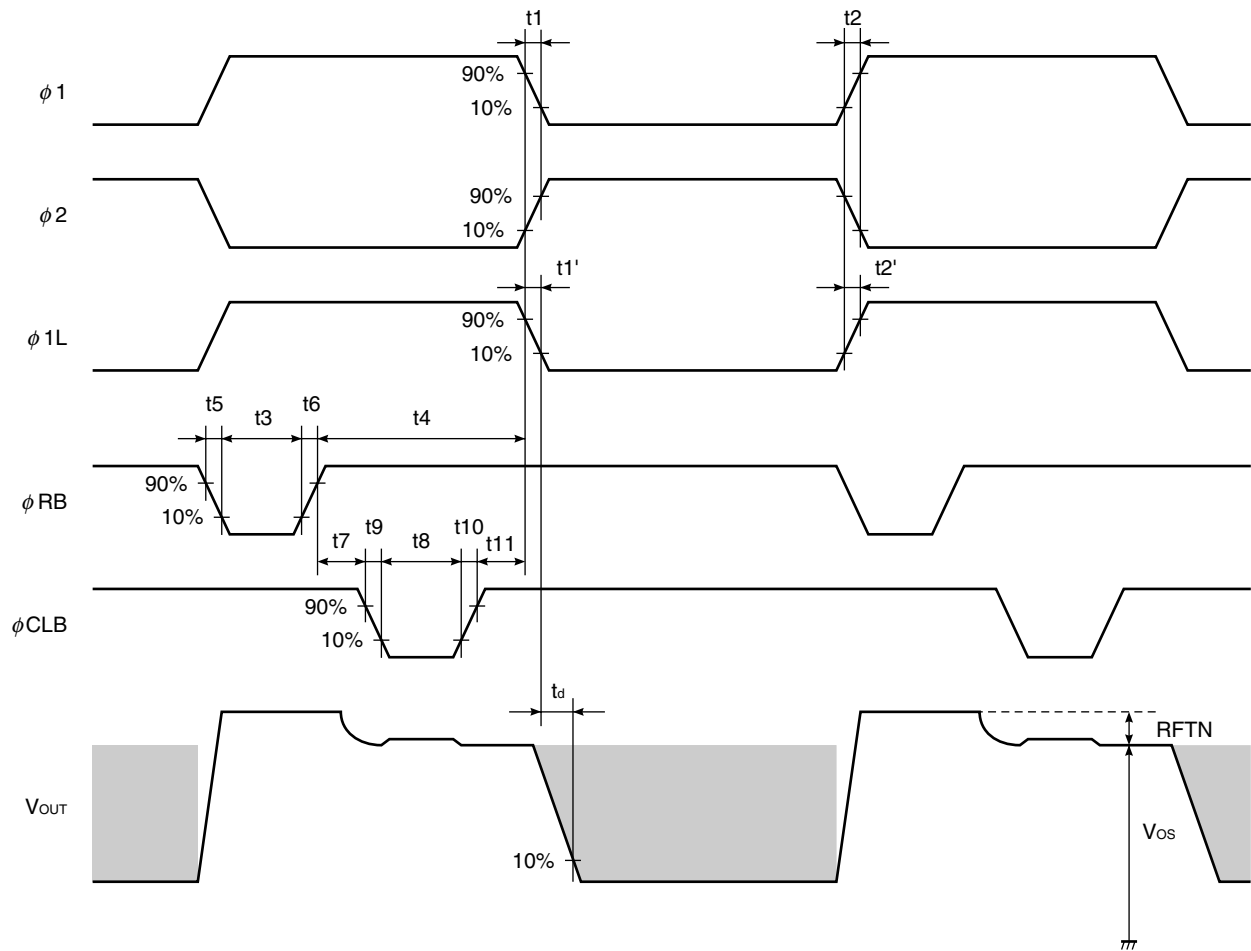 t1 t2
90%
φ1
10%
90%
φ2
10%
t1' t2'
90%
φ1L
10%
t5 t3 t6 t4
90%
φRB
10%
t7 t9 t8 t10 t11
90%
φCLB
10%
td
RFTN
VOUT
VOS
10%